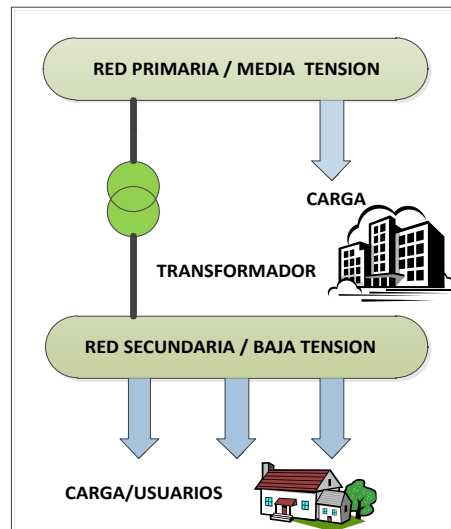 RED PRIMARIA / MEDIA TENSION
CARGA
TRANSFORMADOR
RED SECUNDARIA / BAJA TENSION
CARGA/USUARIOS